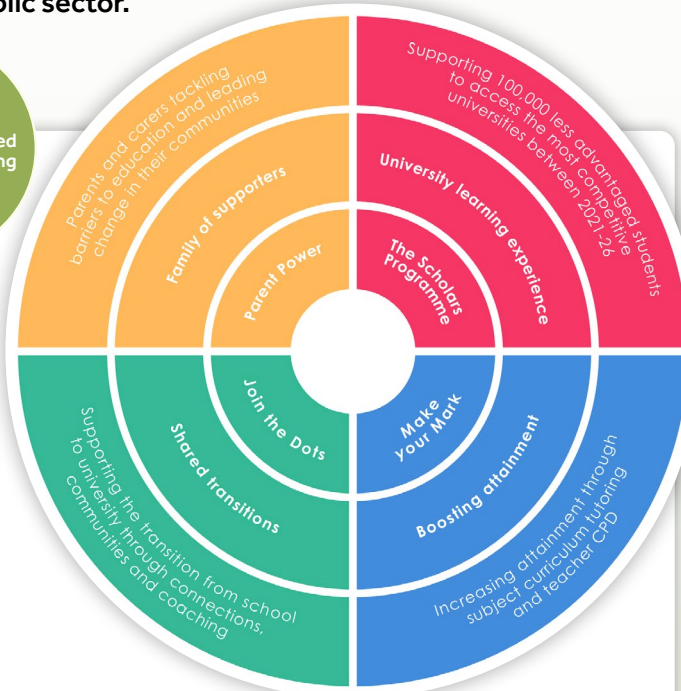 blic sector.
ed
ng
Parents and carers tackling
barriers to education and leading
change in their communities
Family of supporters
Parent Power
Supporting 100,000 less advantaged students
to access the most competitive
universities between 2021-26
University learning experience
The Scholars
Programme
Join the Dots
Shared transitions
Supporting the transition from school
to university through connections,
communities and coaching
Make
your Mark
Boosting attainment
Increasing attainment through
subject curriculum tutoring
and teacher CPD